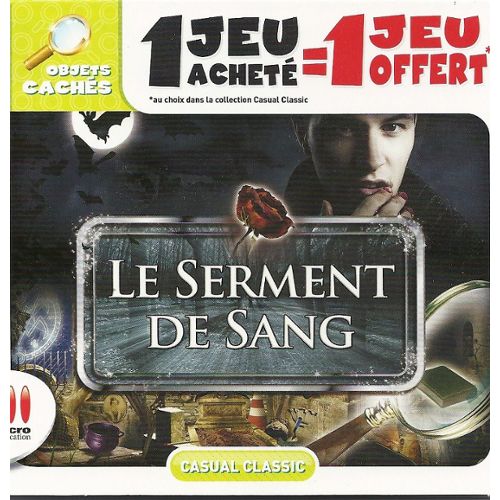 OBJETS
CACHÉS
1 JEU ACHETÉ = 1 JEU OFFERT*
*au choix dans la collection Casual Classic
LE SERMENT
DE SANG
CASUAL CLASSIC